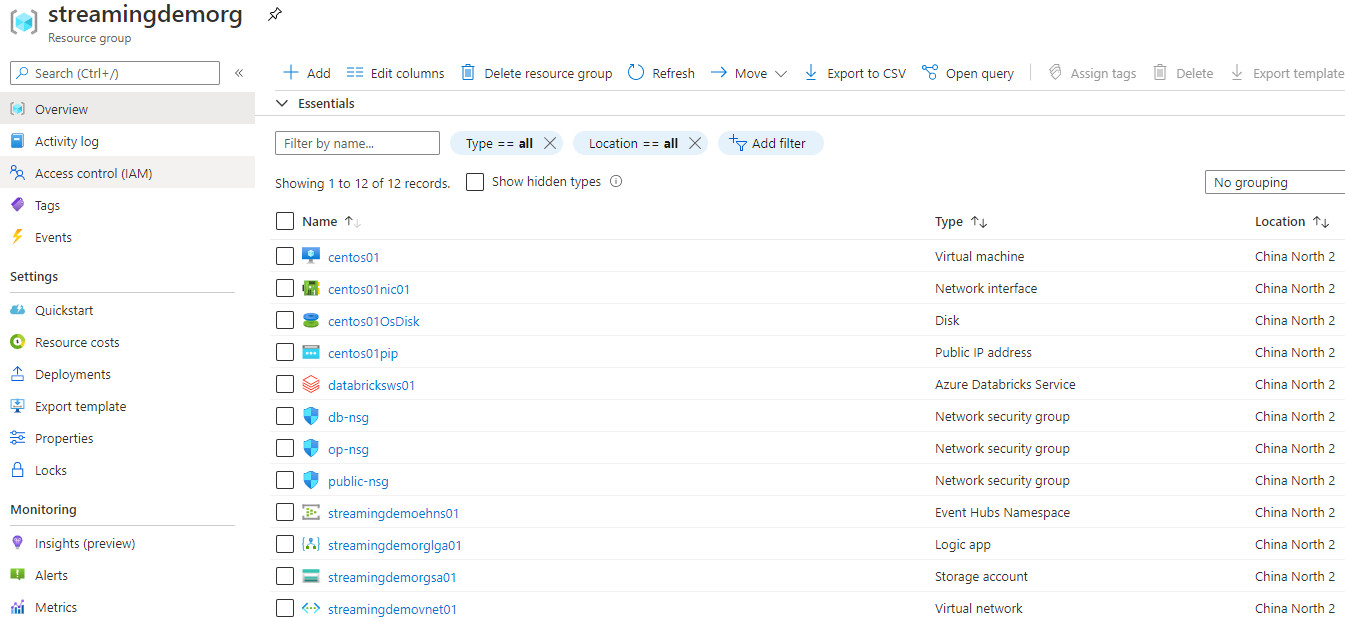 streamingdemorg
Resource group
Search (Ctrl+/)
«
Overview
Activity log
Access control (IAM)
Tags
Events
Settings
Quickstart
Resource costs
Deployments
Export template
Properties
Locks
Monitoring
Insights (preview)
Alerts
Metrics
Add Edit columns Delete resource group Refresh Move Export to CSV Open query Assign tags Delete Export template
Essentials
Filter by name... Type == all Location == all Add filter
Showing 1 to 12 of 12 records. Show hidden types No grouping
Name Type Location
centos01 Virtual machine China North 2
centos01nic01 Network interface China North 2
centos01OsDisk Disk China North 2
centos01pip Public IP address China North 2
databricksws01 Azure Databricks Service China North 2
db-nsg Network security group China North 2
op-nsg Network security group China North 2
public-nsg Network security group China North 2
streamingdemoehns01 Event Hubs Namespace China North 2
streamingdemorglga01 Logic app China North 2
streamingdemorgsa01 Storage account China North 2
streamingdemovnet01 Virtual network China North 2